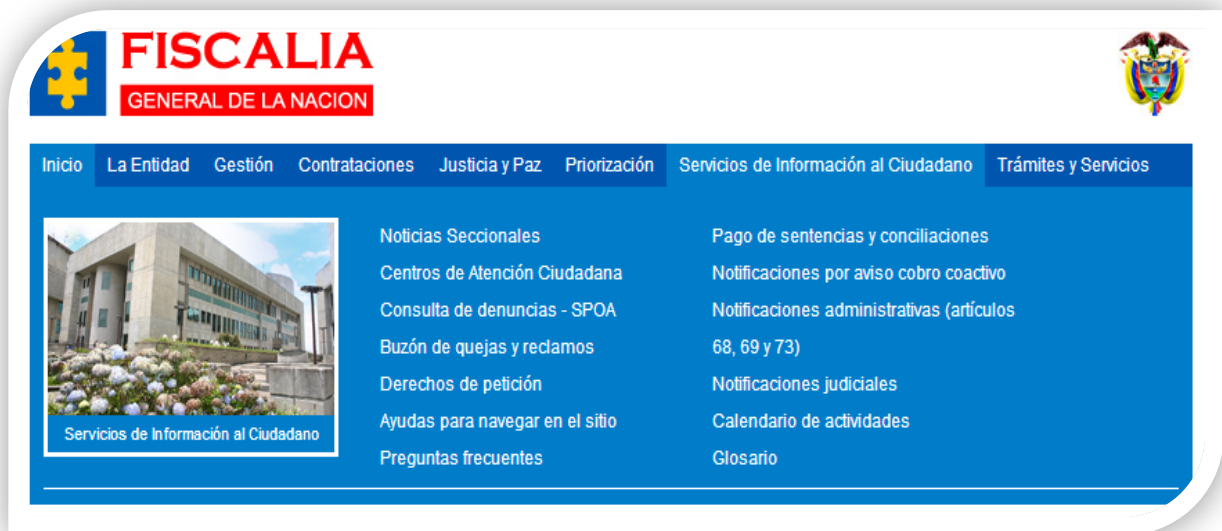 FISCALIA
GENERAL DE LA NACION
Inicio La Entidad Gestión Contrataciones Justicia y Paz Priorización Servicios de Información al Ciudadano Trámites y Servicios
Noticias Seccionales
Centros de Atención Ciudadana
Consulta de denuncias - SPOA
Buzón de quejas y reclamos
Derechos de petición
Ayudas para navegar en el sitio
Preguntas frecuentes
Pago de sentencias y conciliaciones
Notificaciones por aviso cobro coactivo
Notificaciones administrativas (artículos
68, 69 y 73)
Notificaciones judiciales
Calendario de actividades
Glosario
Servicios de Información al Ciudadano